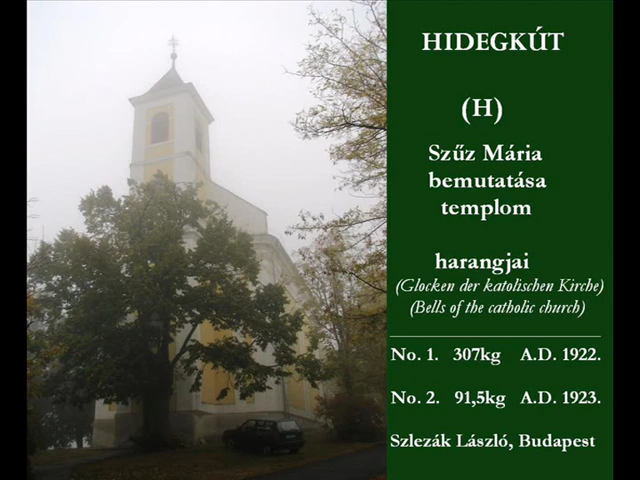 HIDEGKÚT
(H)
Szűz Mária
bemutatása
templom
harangjai
(Glocken der katolischen Kirche)
(Bells of the catholic church)
No. 1. 307kg A.D. 1922.
No. 2. 91,5kg A.D. 1923.
Szlezák László, Budapest